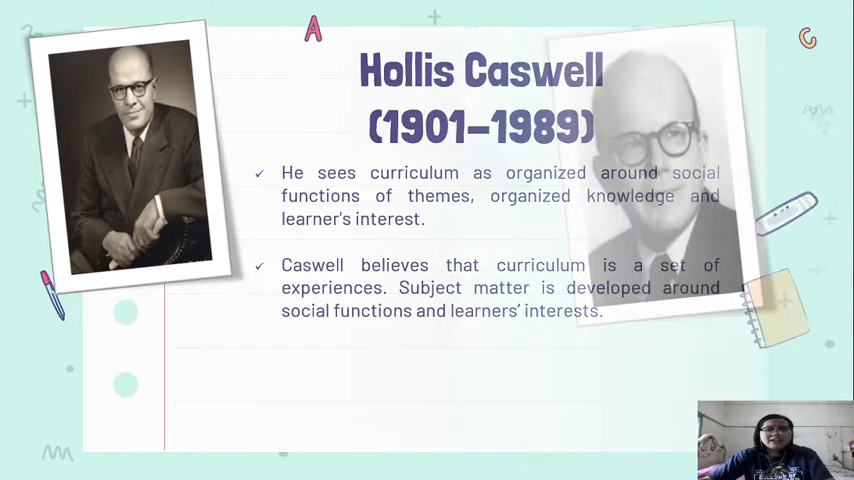 A
Hollis Caswell
(1901–1989)
✓ He sees curriculum as organized around social
functions of themes, organized knowledge and
learner's interest.
✓ Caswell believes that curriculum is a set of
experiences. Subject matter is developed around
social functions and learners' interests.